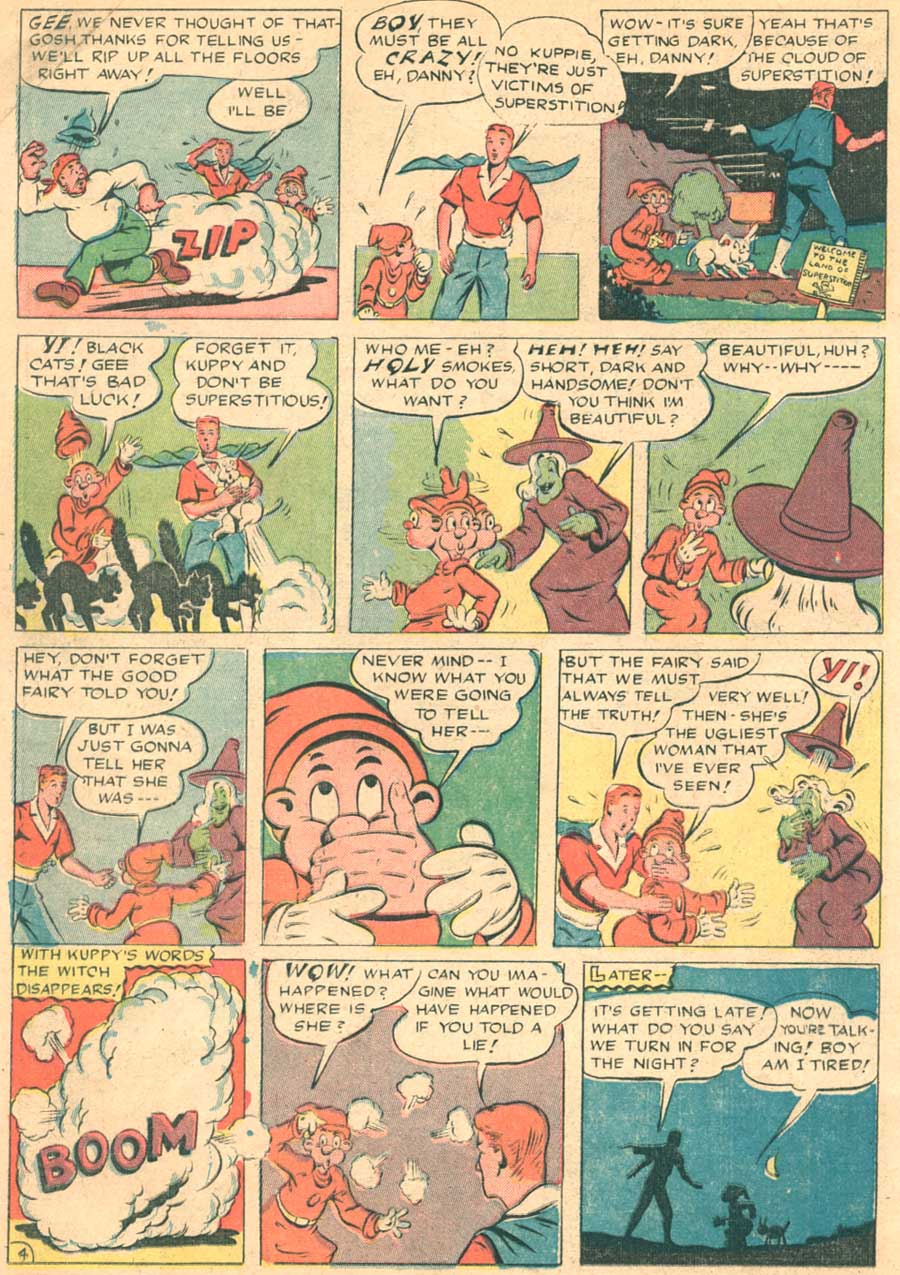 GEE, WE NEVER THOUGHT OF THAT-
GOSH THANKS FOR TELLING US -
WE'LL RIP UP ALL THE FLOORS
RIGHT AWAY!
WELL
I'LL BE
ZIP
BOY, THEY
MUST BE ALL
CRAZY!
EH, DANNY?
NO KUPPIE,
THEY'RE JUST
VICTIMS OF
SUPERSTITION!
WOW - IT'S SURE
GETTING DARK,
EH, DANNY!
YEAH THAT'S
BECAUSE OF
THE CLOUD OF
SUPERSTITION!
WELCOME
TO THE
LAND OF
SUPERSTITION
YI! BLACK
CATS! GEE
THAT'S BAD
LUCK!
FORGET IT,
KUPPY AND
DON'T BE
SUPERSTITIOUS!
WHO ME - EH?
HOLY SMOKES,
WHAT DO YOU
WANT?
HEH! HEH! SAY
SHORT, DARK AND
HANDSOME! DON'T
YOU THINK I'M
BEAUTIFUL?
BEAUTIFUL, HUH?
WHY--WHY----
HEY, DON'T FORGET
WHAT THE GOOD
FAIRY TOLD YOU!
BUT I WAS
JUST GONNA
TELL HER
THAT SHE
WAS ---
NEVER MIND -- I
KNOW WHAT YOU
WERE GOING
TO TELL
HER---
BUT THE FAIRY SAID
THAT WE MUST
ALWAYS TELL
THE TRUTH!
VERY WELL!
THEN - SHE'S
THE UGLIEST
WOMAN THAT
I'VE EVER
SEEN!
YI!
WITH KUPPY'S WORDS
THE WITCH
DISAPPEARS!
BOOM
4
WOW! WHAT
HAPPENED?
WHERE IS
SHE?
CAN YOU IMA-
GINE WHAT WOULD
HAVE HAPPENED
IF YOU TOLD A
LIE!
LATER--
IT'S GETTING LATE!
WHAT DO YOU SAY
WE TURN IN FOR
THE NIGHT?
NOW
YOU'RE TALK-
ING! BOY
AM I TIRED!